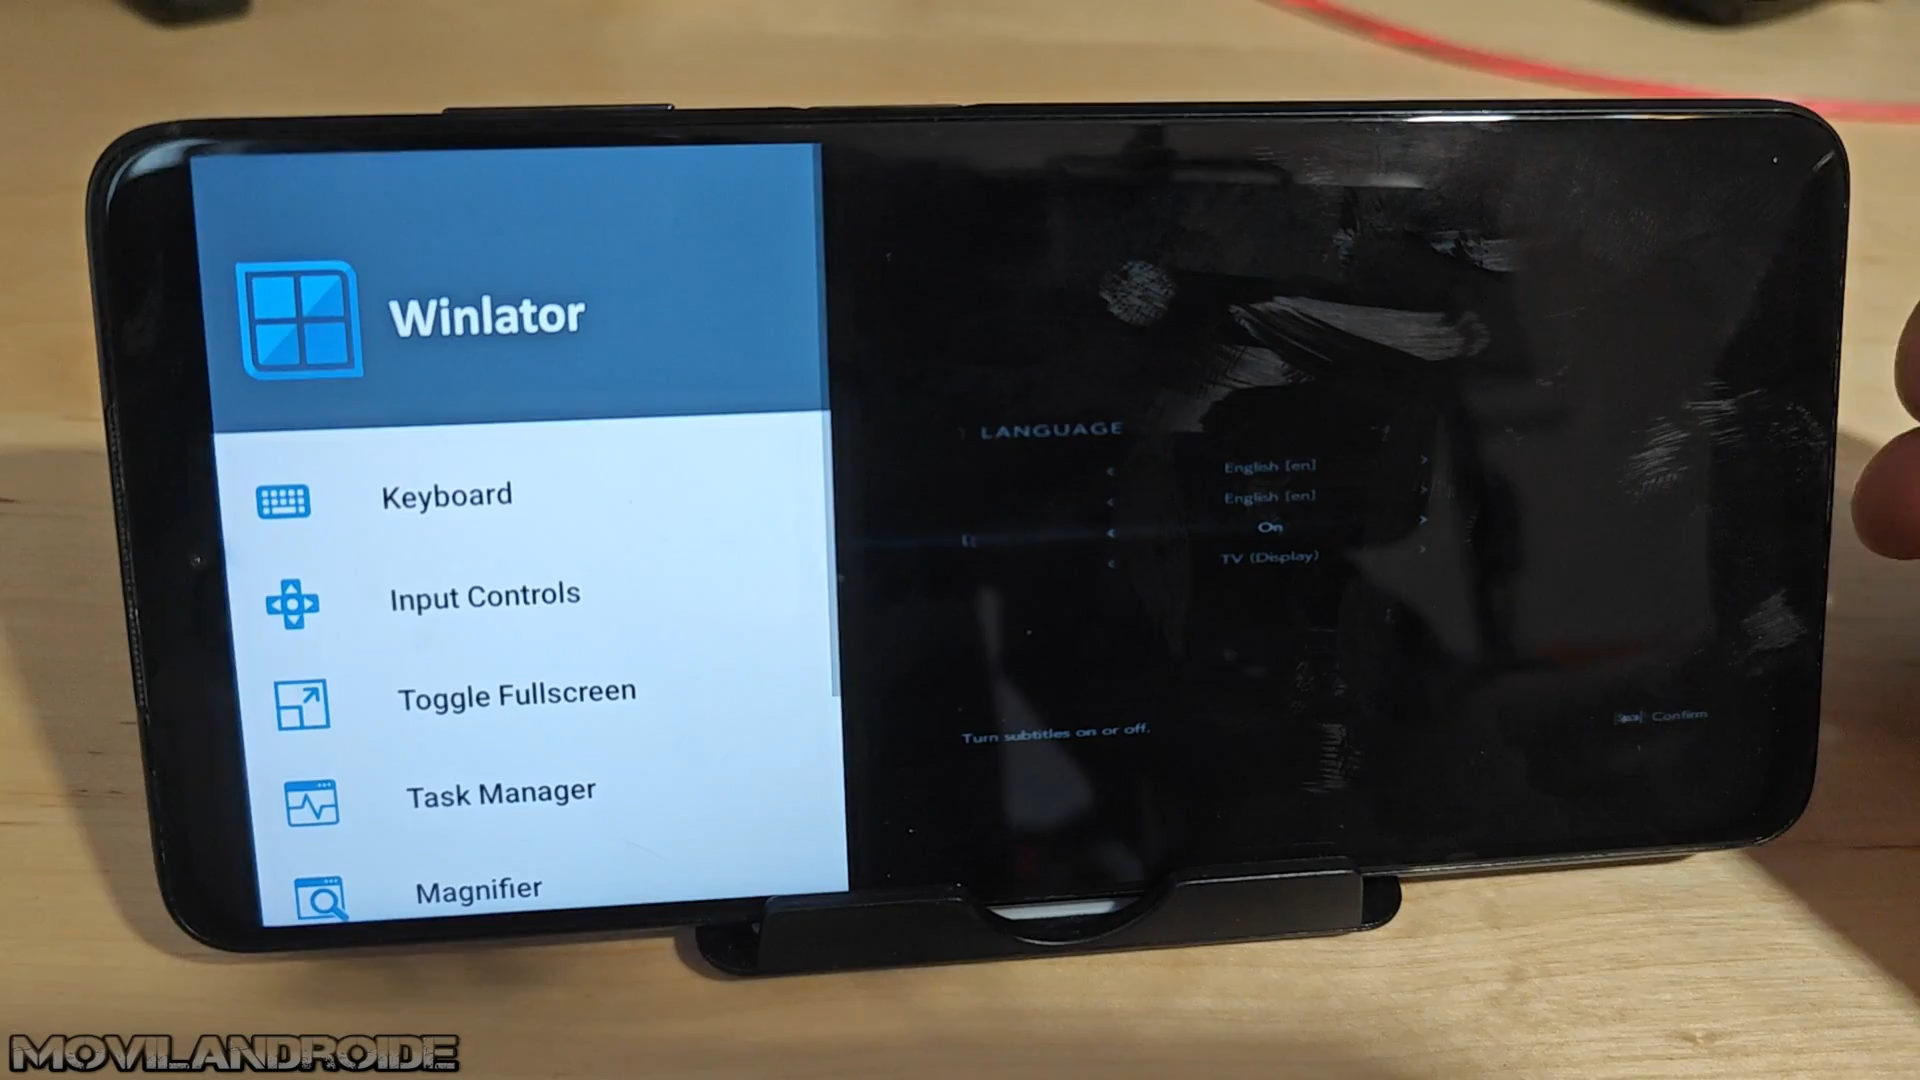 Winlator
Keyboard
Input Controls
Toggle Fullscreen
Task Manager
Magnifier
LANGUAGE
English [en]
English [en]
On
TV (Display)
Turn subtitles on or off.
Confirm
MOVILANDROIDE